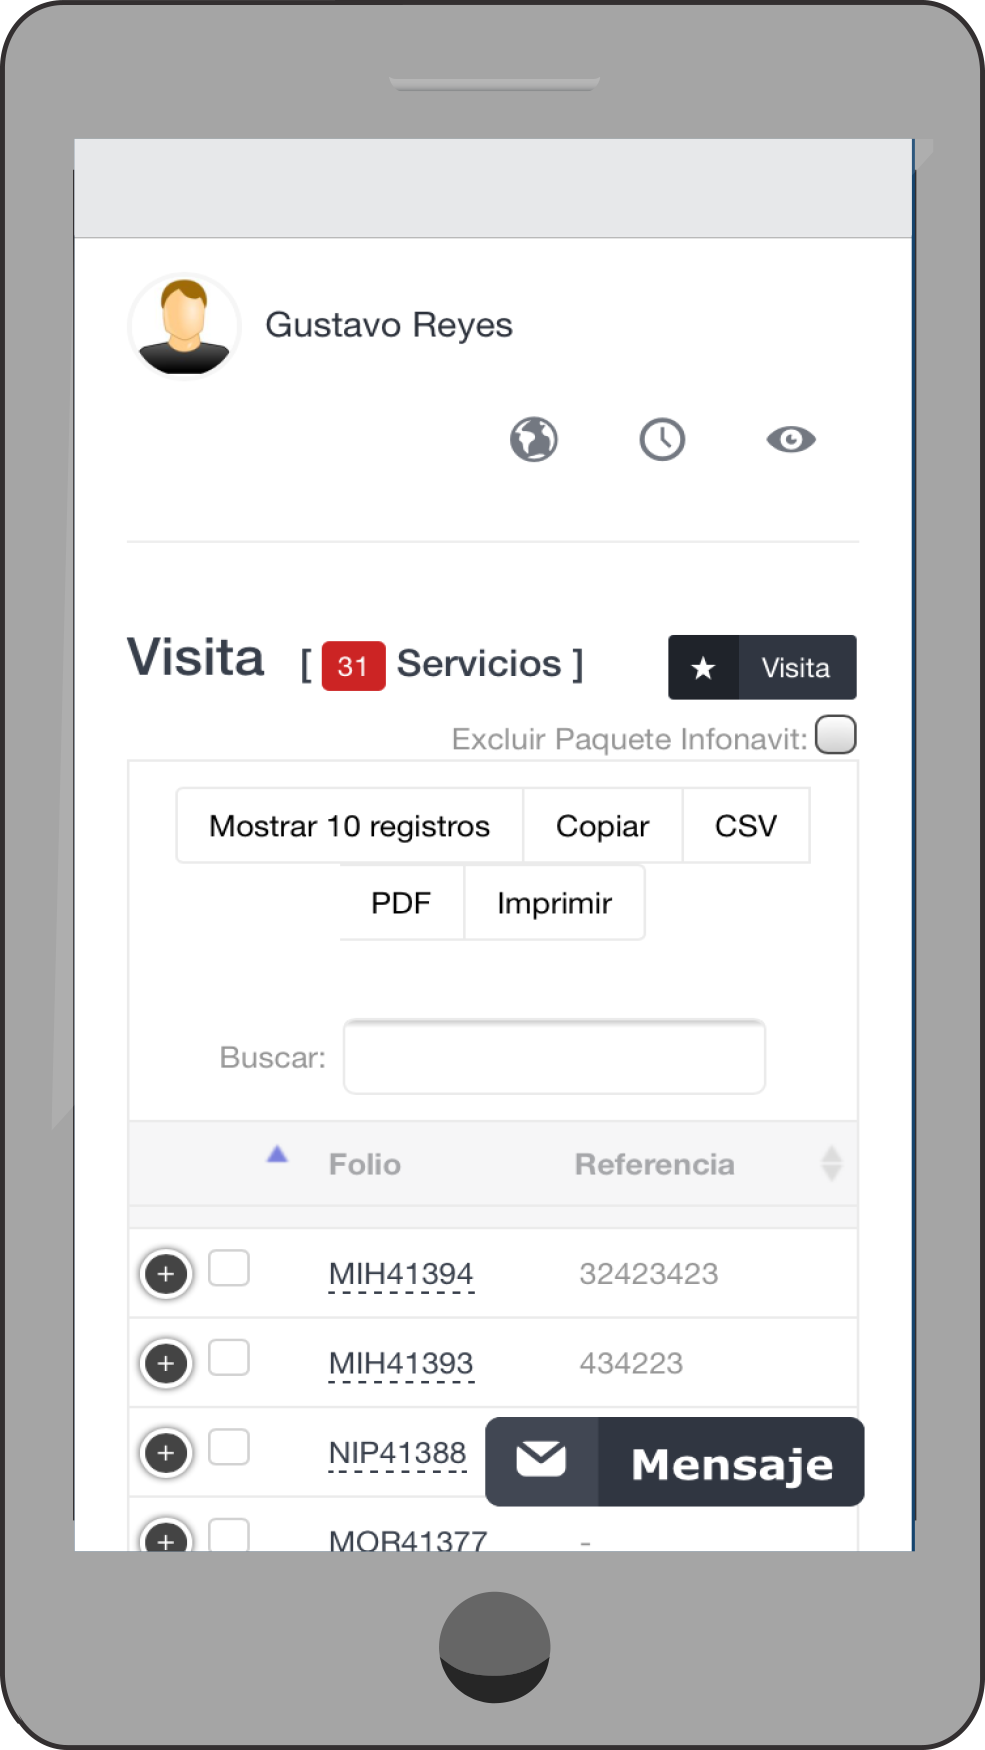 Gustavo Reyes
Visita [ 31 Servicios ] Visita
Excluir Paquete Infonavit:
Mostrar 10 registros Copiar CSV
PDF Imprimir
Buscar:
Folio Referencia
MIH41394 32423423
MIH41393 434223
NIP41388 Mensaje
MOR41377 -